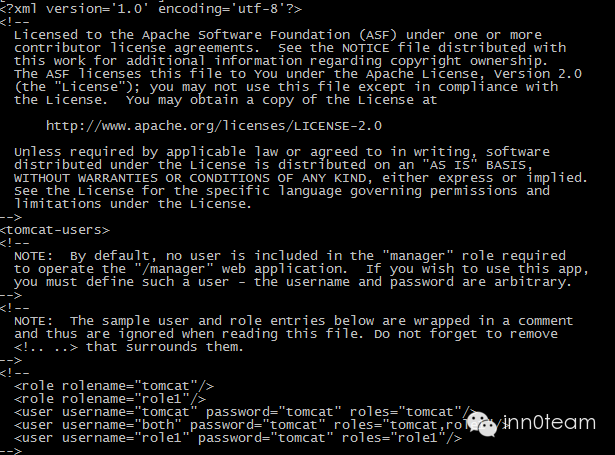 <?xml version='1.0' encoding='utf-8'?>
<!--
  Licensed to the Apache Software Foundation (ASF) under one or more
  contributor license agreements.  See the NOTICE file distributed with
  this work for additional information regarding copyright ownership.
  The ASF licenses this file to You under the Apache License, Version 2.0
  (the "License"); you may not use this file except in compliance with
  the License.  You may obtain a copy of the License at

      http://www.apache.org/licenses/LICENSE-2.0

  Unless required by applicable law or agreed to in writing, software
  distributed under the License is distributed on an "AS IS" BASIS,
  WITHOUT WARRANTIES OR CONDITIONS OF ANY KIND, either express or implied.
  See the License for the specific language governing permissions and
  limitations under the License.
-->
<tomcat-users>
<!--
  NOTE:  By default, no user is included in the "manager" role required
  to operate the "/manager" web application.  If you wish to use this app,
  you must define such a user - the username and password are arbitrary.
-->
<!--
  NOTE:  The sample user and role entries below are wrapped in a comment
  and thus are ignored when reading this file. Do not forget to remove
  <!.. ..> that surrounds them.
-->
<!--
  <role rolename="tomcat"/>
  <role rolename="role1"/>
  <user username="tomcat" password="tomcat" roles="tomcat"/>
  <user username="both" password="tomcat" roles="tomcat,
  <user username="role1" password="tomcat" roles="role1"/>
-->
inn0team